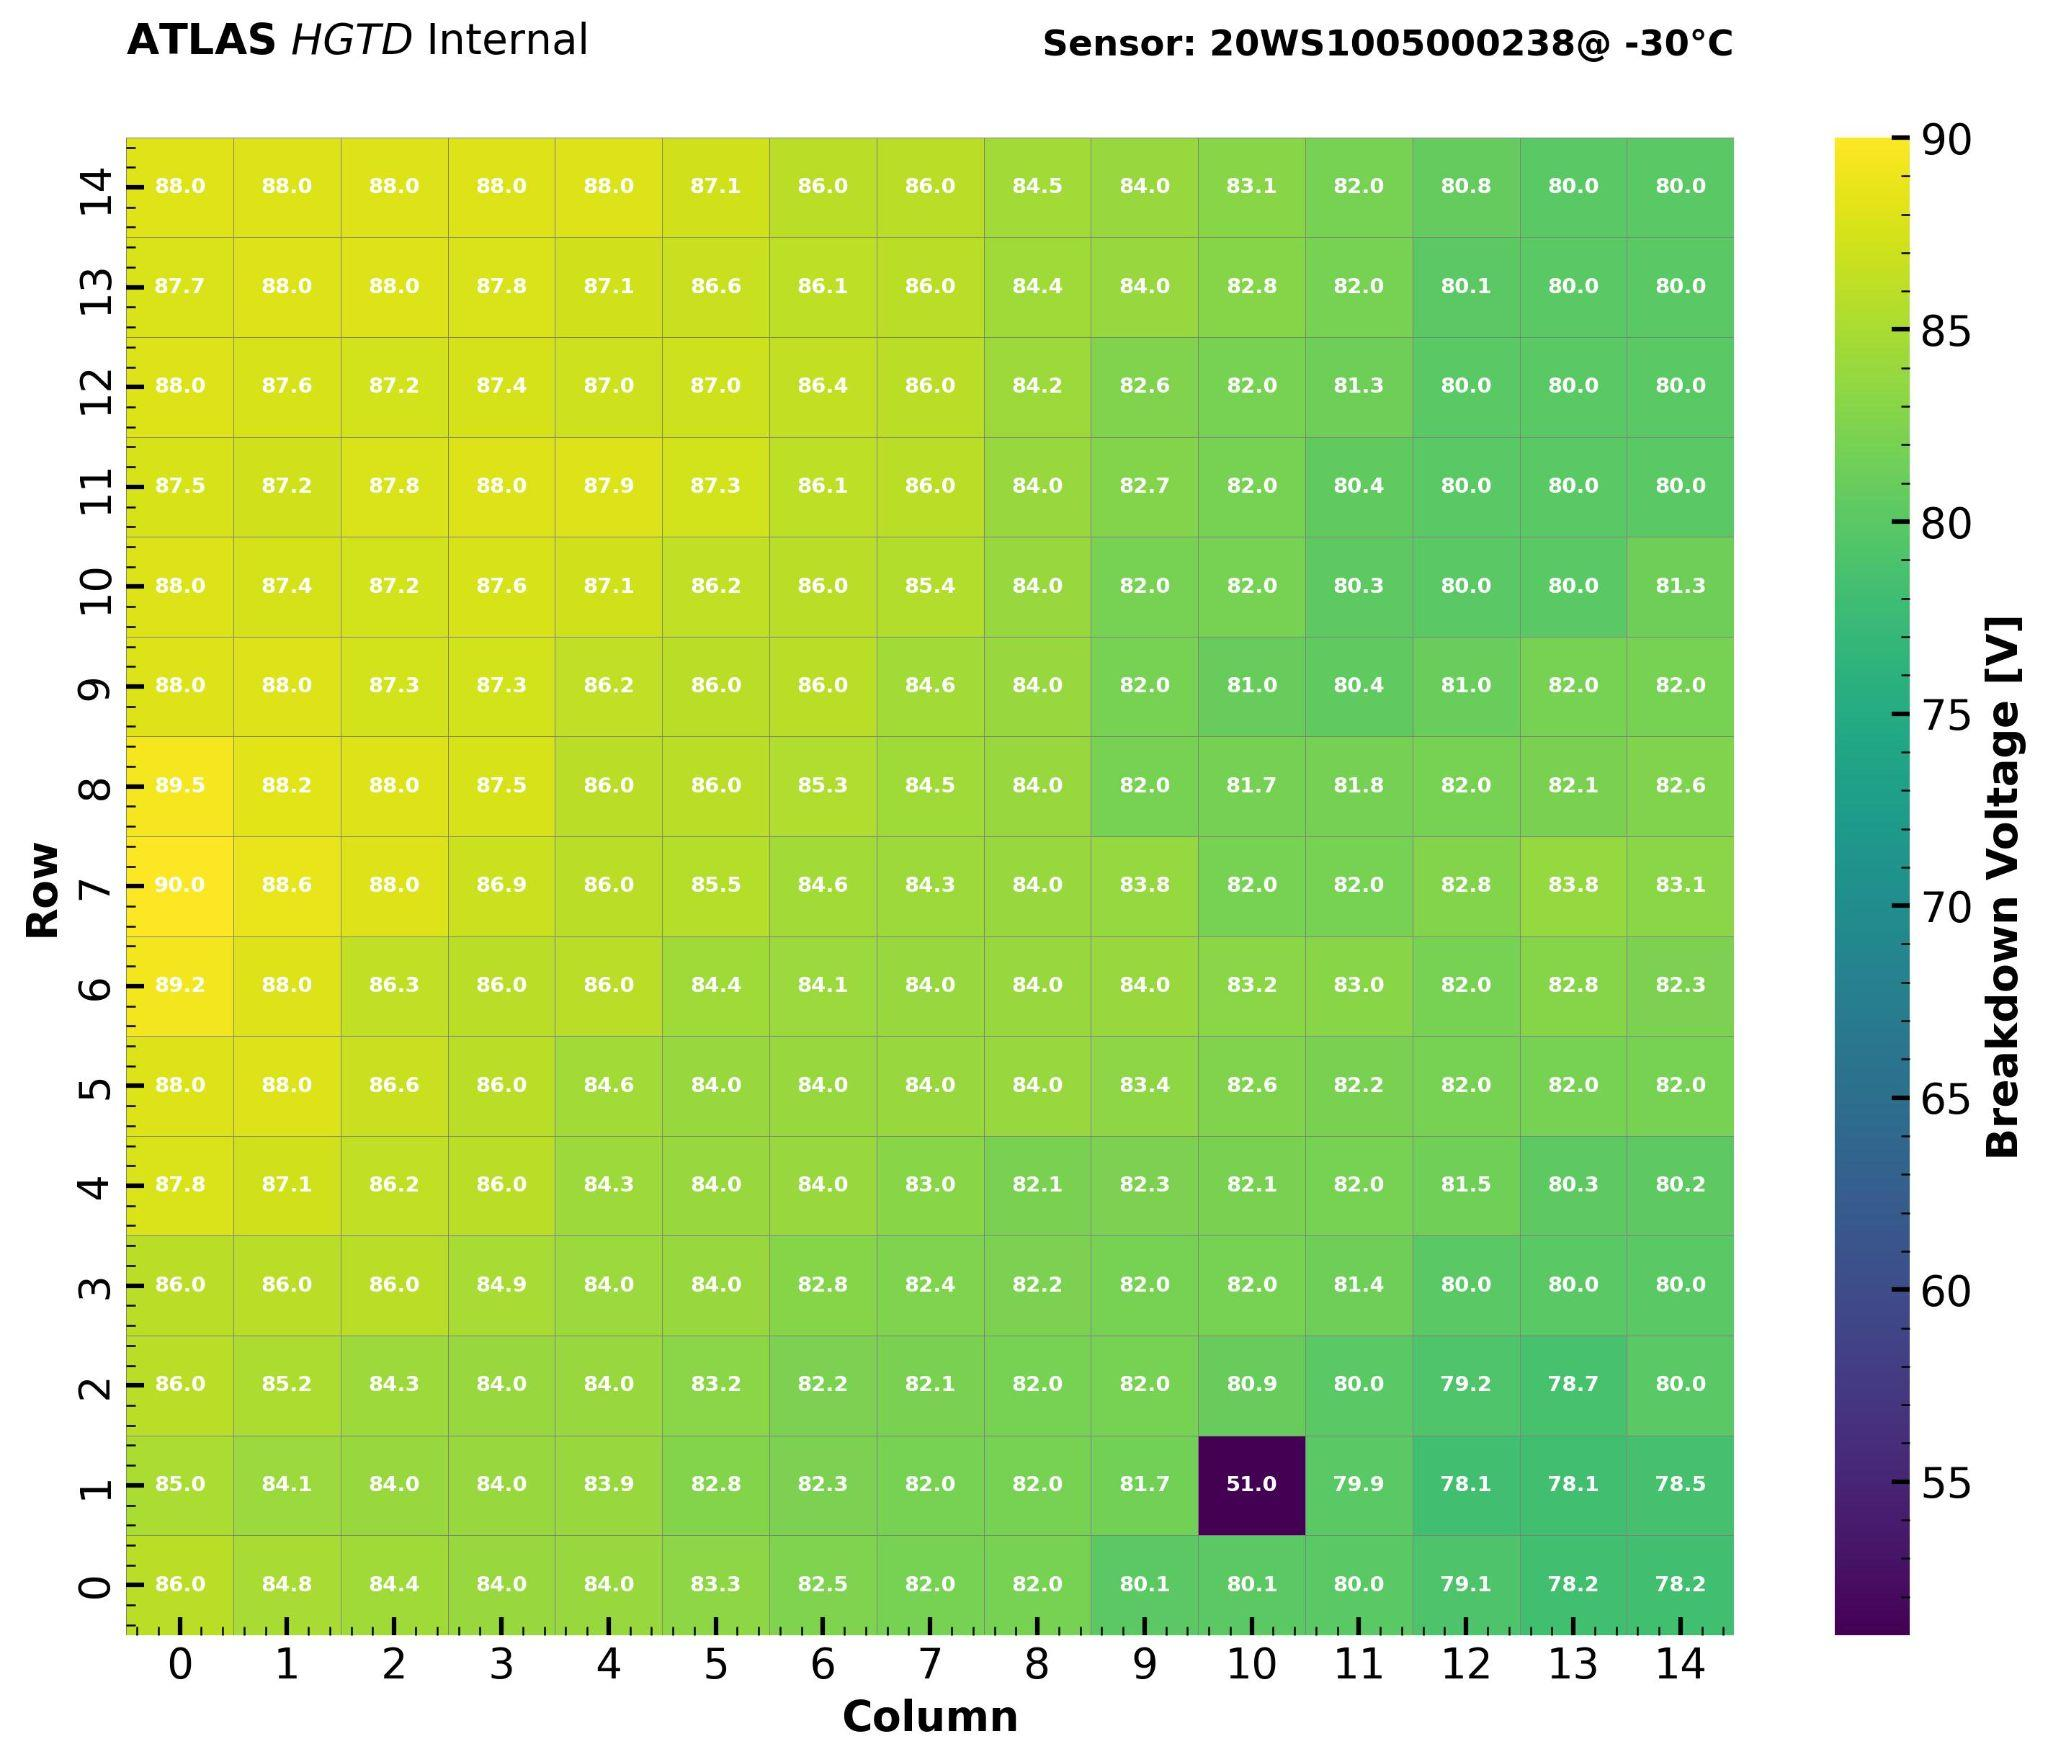 ATLAS HGTD Internal
Sensor: 20WS1005000238@ -30°C
14 88.0 88.0 88.0 88.0 88.0 87.1 86.0 86.0 84.5 84.0 83.1 82.0 80.8 80.0 80.0
13 87.7 88.0 88.0 87.8 87.1 86.6 86.1 86.0 84.4 84.0 82.8 82.0 80.1 80.0 80.0
12 88.0 87.6 87.2 87.4 87.0 87.0 86.4 86.0 84.2 82.6 82.0 81.3 80.0 80.0 80.0
11 87.5 87.2 87.8 88.0 87.9 87.3 86.1 86.0 84.0 82.7 82.0 80.4 80.0 80.0 80.0
10 88.0 87.4 87.2 87.6 87.1 86.2 86.0 85.4 84.0 82.0 82.0 80.3 80.0 80.0 81.3
9 88.0 88.0 87.3 87.3 86.2 86.0 86.0 84.6 84.0 82.0 81.0 80.4 81.0 82.0 82.0
8 89.5 88.2 88.0 87.5 86.0 86.0 85.3 84.5 84.0 82.0 81.7 81.8 82.0 82.1 82.6
7 90.0 88.6 88.0 86.9 86.0 85.5 84.6 84.3 84.0 83.8 82.0 82.0 82.8 83.8 83.1
6 89.2 88.0 86.3 86.0 86.0 84.4 84.1 84.0 84.0 84.0 83.2 83.0 82.0 82.8 82.3
5 88.0 88.0 86.6 86.0 84.6 84.0 84.0 84.0 84.0 83.4 82.6 82.2 82.0 82.0 82.0
4 87.8 87.1 86.2 86.0 84.3 84.0 84.0 83.0 82.1 82.3 82.1 82.0 81.5 80.3 80.2
3 86.0 86.0 86.0 84.9 84.0 84.0 82.8 82.4 82.2 82.0 82.0 81.4 80.0 80.0 80.0
2 86.0 85.2 84.3 84.0 84.0 83.2 82.2 82.1 82.0 82.0 80.9 80.0 79.2 78.7 80.0
1 85.0 84.1 84.0 84.0 83.9 82.8 82.3 82.0 82.0 81.7 51.0 79.9 78.1 78.1 78.5
0 86.0 84.8 84.4 84.0 84.0 83.3 82.5 82.0 82.0 80.1 80.1 80.0 79.1 78.2 78.2
0 1 2 3 4 5 6 7 8 9 10 11 12 13 14
Column
Row
90
85
80
75
70
65
60
55
Breakdown Voltage [V]